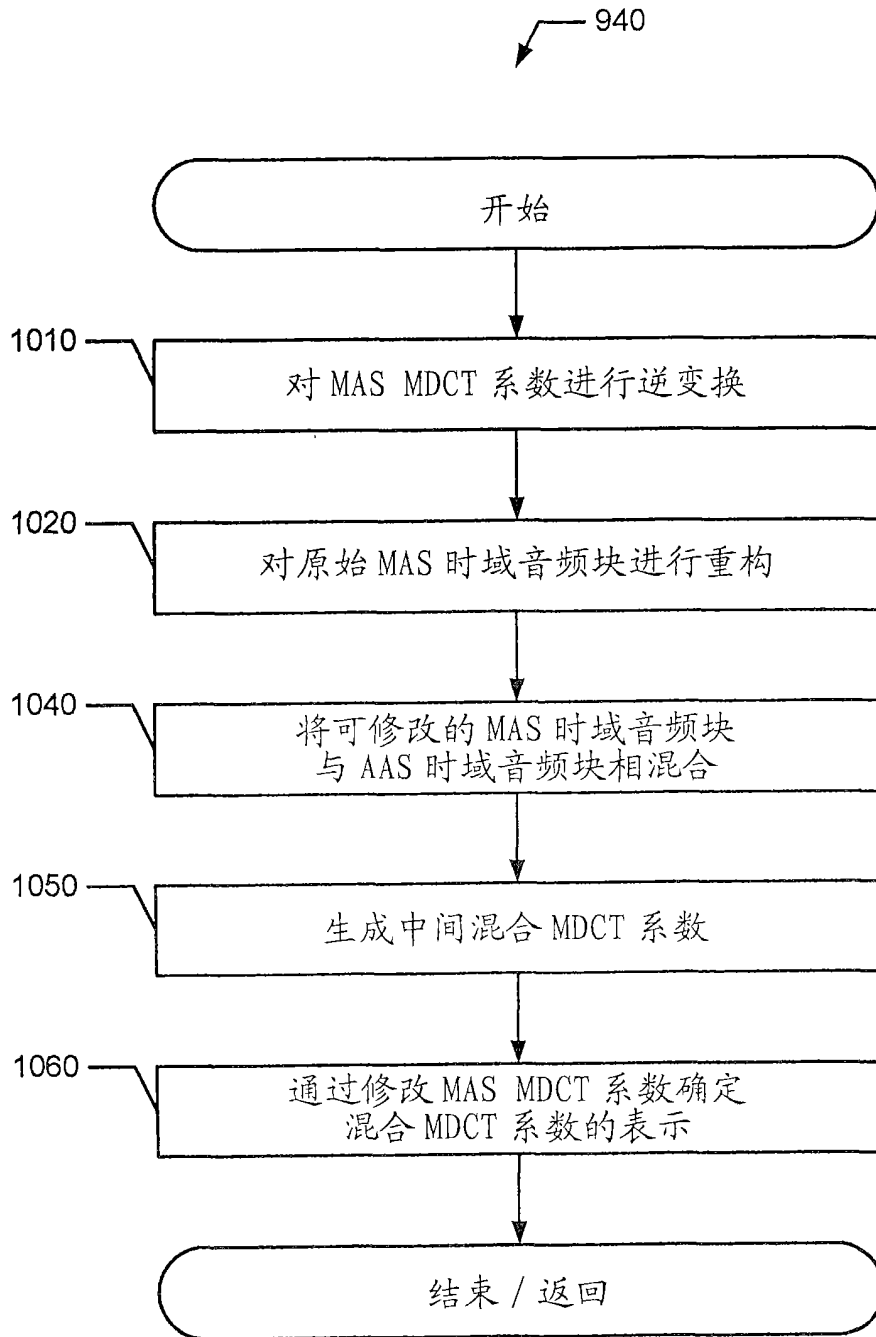 940
开始
1010
对 MAS MDCT 系数进行逆变换
1020
对原始 MAS 时域音频块进行重构
1040
将可修改的 MAS 时域音频块
与 AAS 时域音频块相混合
1050
生成中间混合 MDCT 系数
1060
通过修改 MAS MDCT 系数确定
混合 MDCT 系数的表示
结束 / 返回